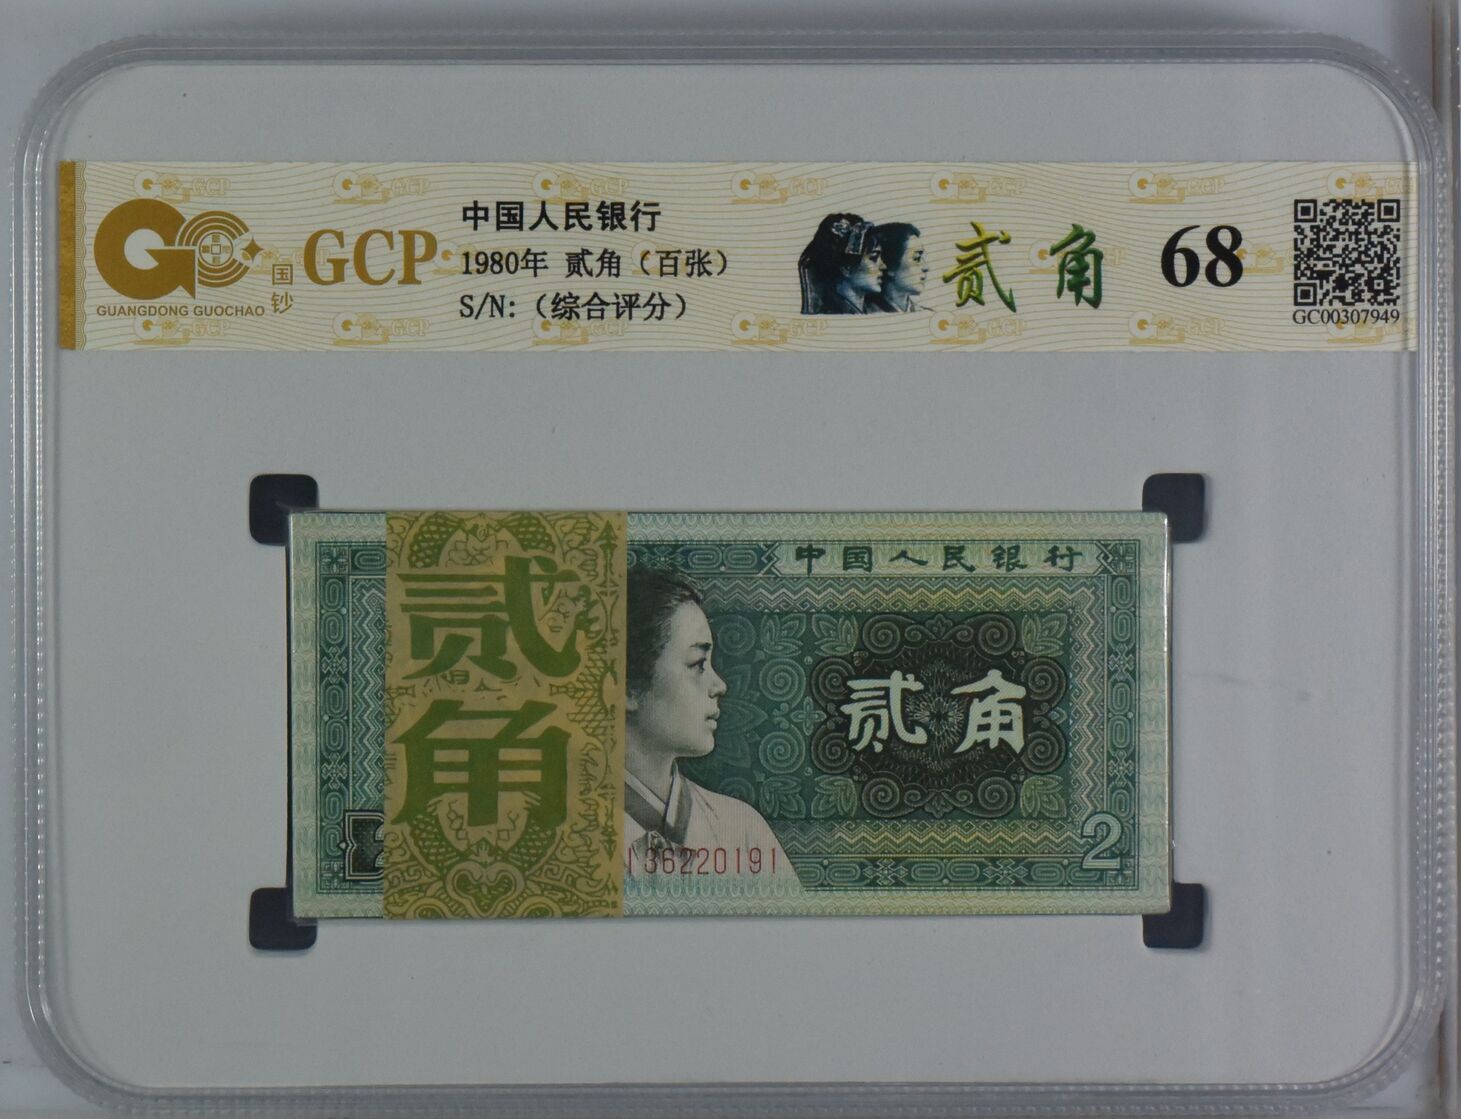 中国人民银行
GCP
1980年 贰角（百张）
S/N:（综合评分）
国钞
GUANGDONG GUOCHAO
贰角
68
GC00307949
贰角
中国人民银行
贰角
36220191
2